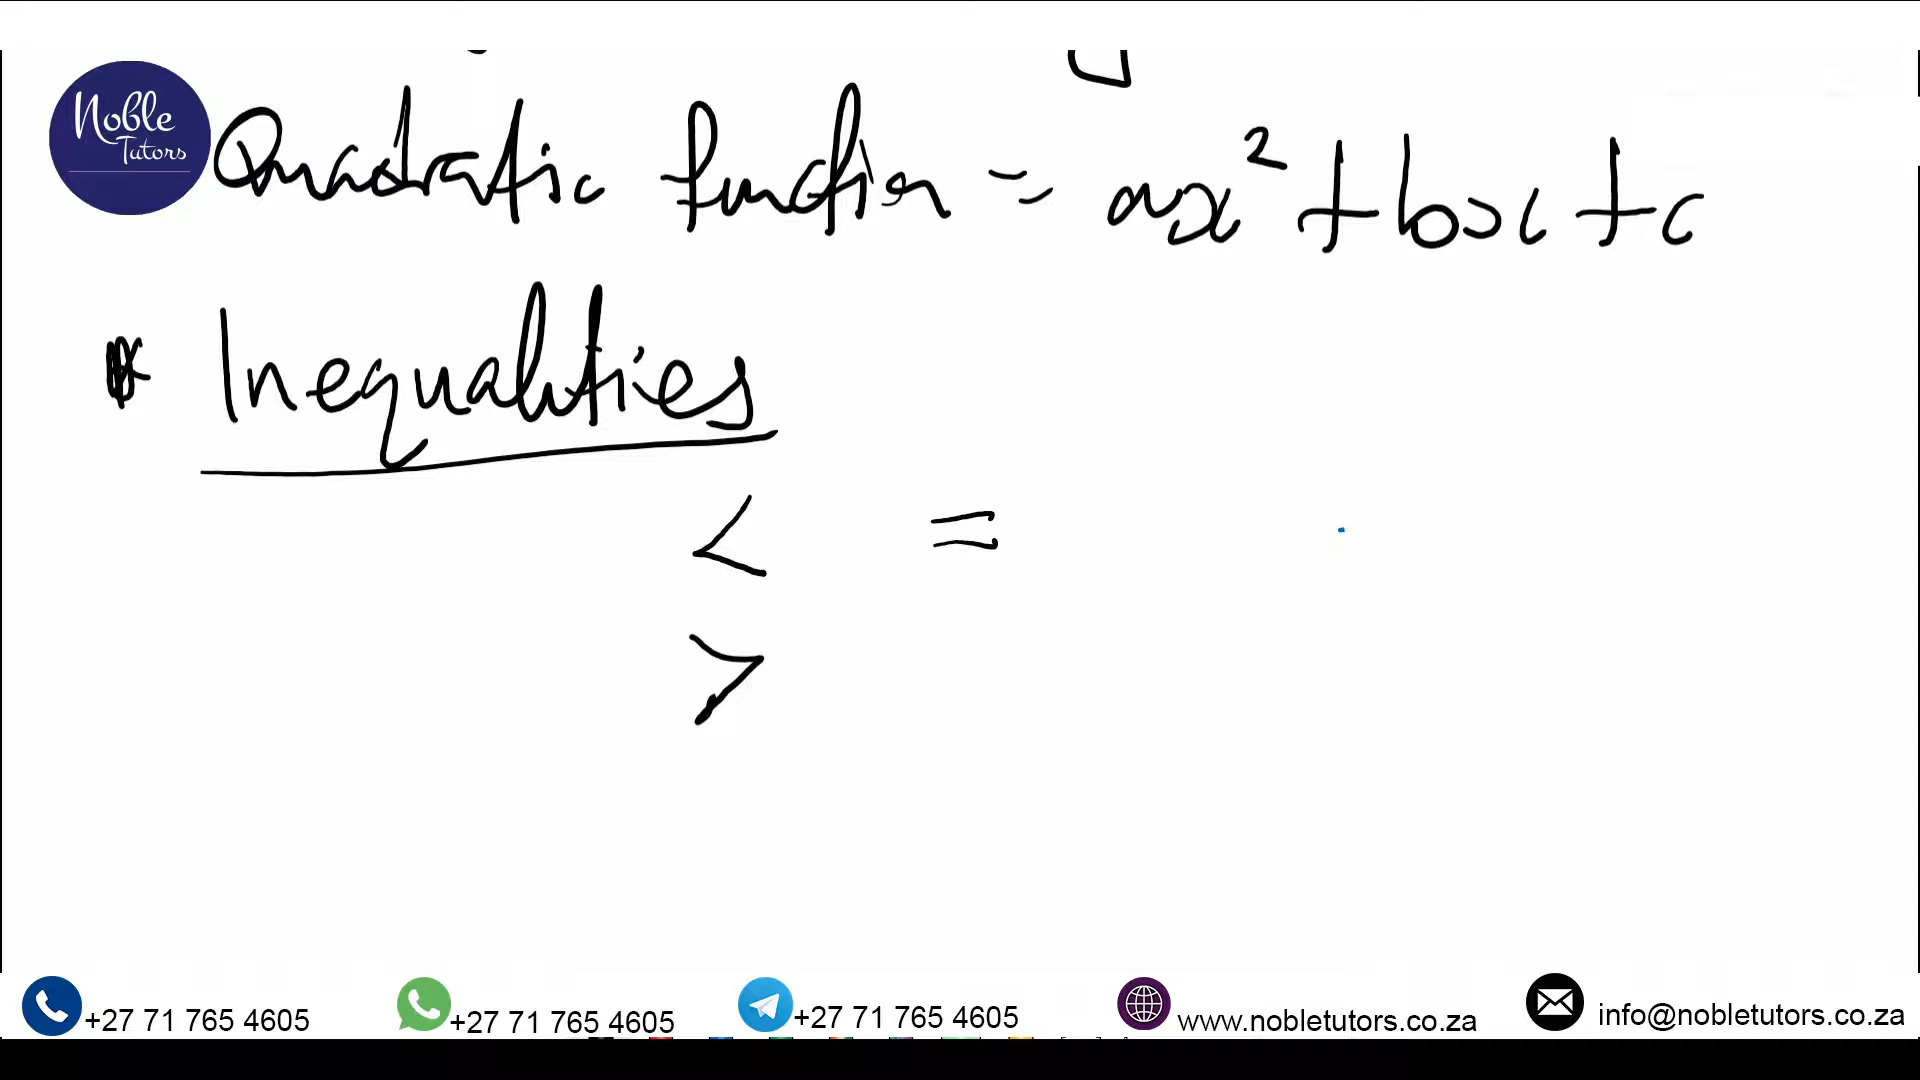 Noble
Tutors
Quadratic function = ax² + bx + c
* Inequalities
< =
>
+27 71 765 4605
+27 71 765 4605
+27 71 765 4605
www.nobletutors.co.za
info@nobletutors.co.za